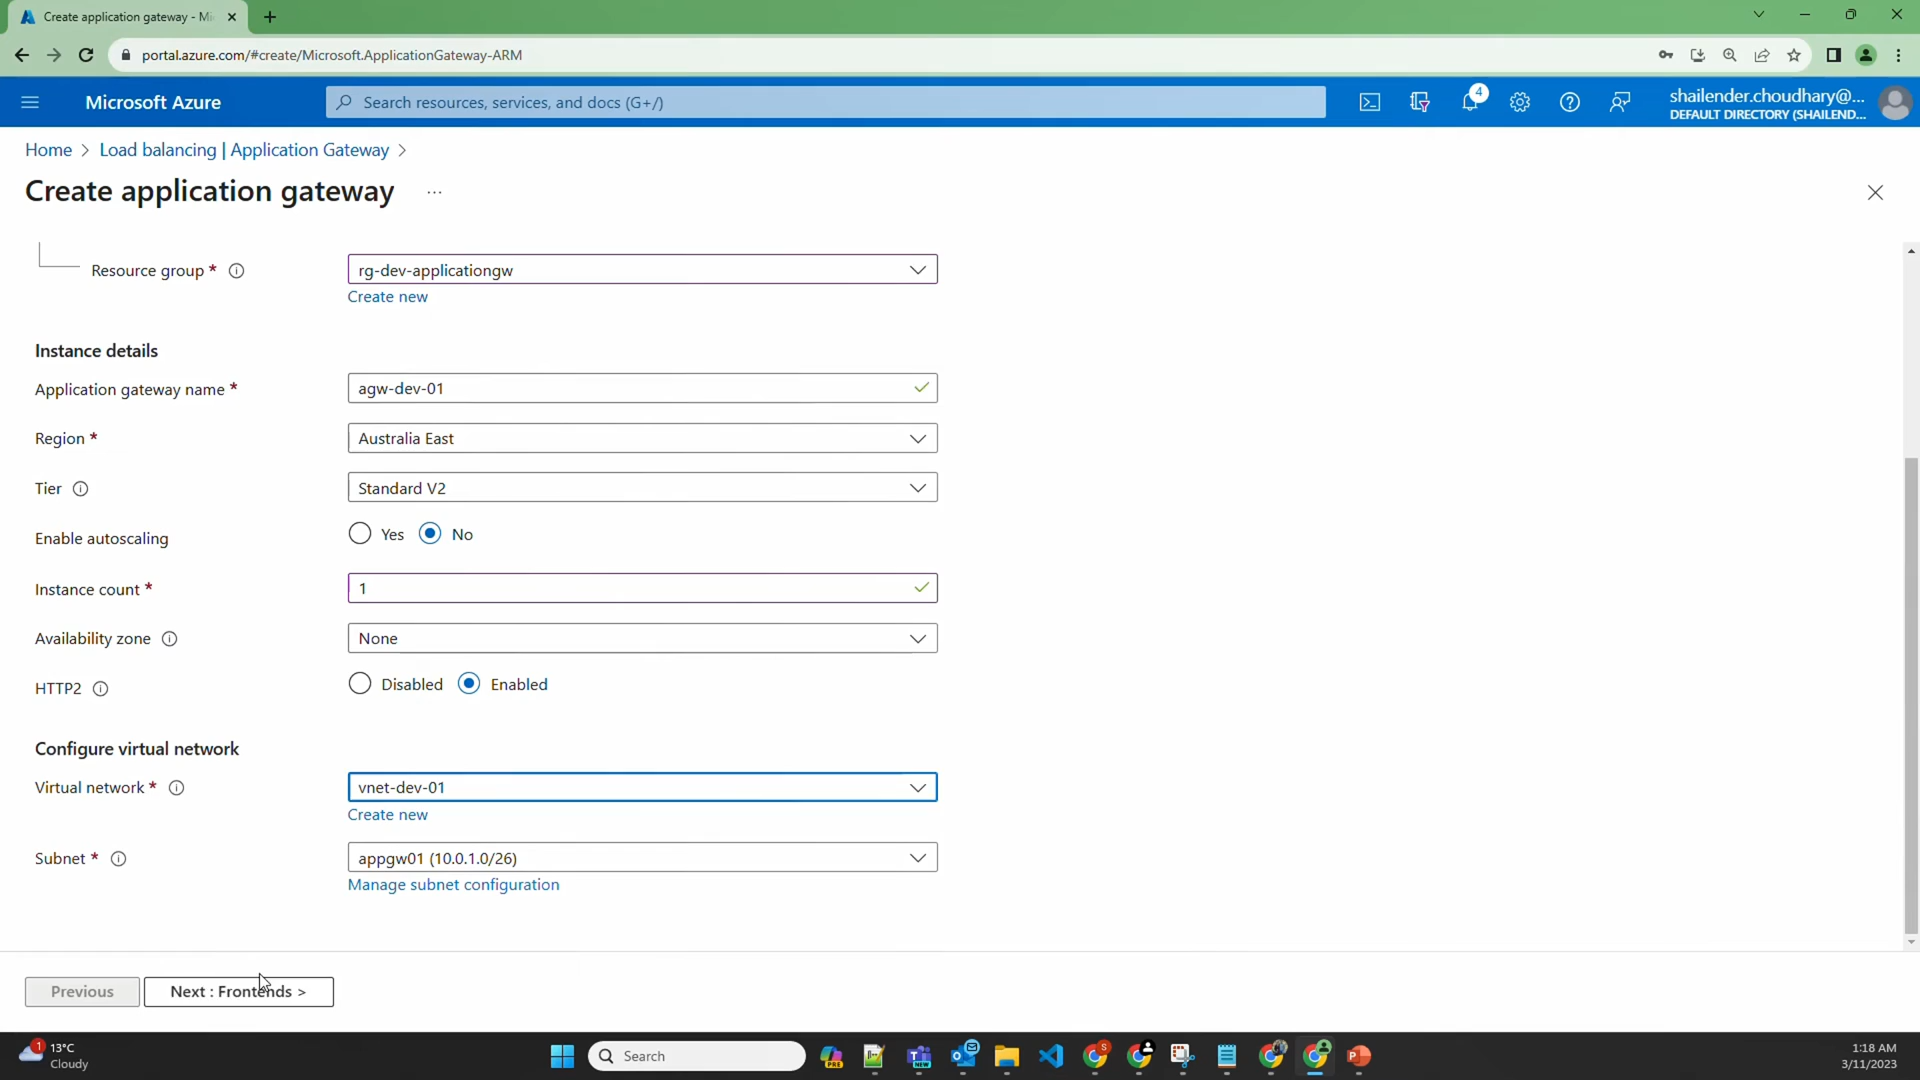 Create application gateway - Mi
portal.azure.com/#create/Microsoft.ApplicationGateway-ARM
Microsoft Azure
Search resources, services, and docs (G+/)
4
shailender.choudhary@...
DEFAULT DIRECTORY (SHAILEND...
Home > Load balancing | Application Gateway >
Create application gateway ...
Resource group * rg-dev-applicationgw
Create new
Instance details
Application gateway name * agw-dev-01
Region * Australia East
Tier Standard V2
Enable autoscaling Yes No
Instance count * 1
Availability zone None
HTTP2 Disabled Enabled
Configure virtual network
Virtual network * vnet-dev-01
Create new
Subnet * appgw01 (10.0.1.0/26)
Manage subnet configuration
Previous Next : Frontends >
1 13°C
Cloudy
Search
PRE
NEW
S
P
1:18 AM
3/11/2023